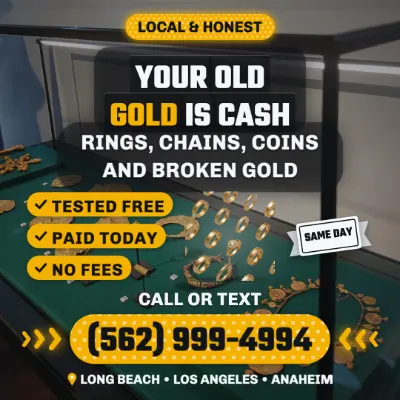 LOCAL & HONEST
YOUR OLD
GOLD IS CASH
RINGS, CHAINS, COINS
AND BROKEN GOLD
TESTED FREE
PAID TODAY
NO FEES
SAME DAY
CALL OR TEXT
(562) 999-4994
LONG BEACH • LOS ANGELES • ANAHEIM